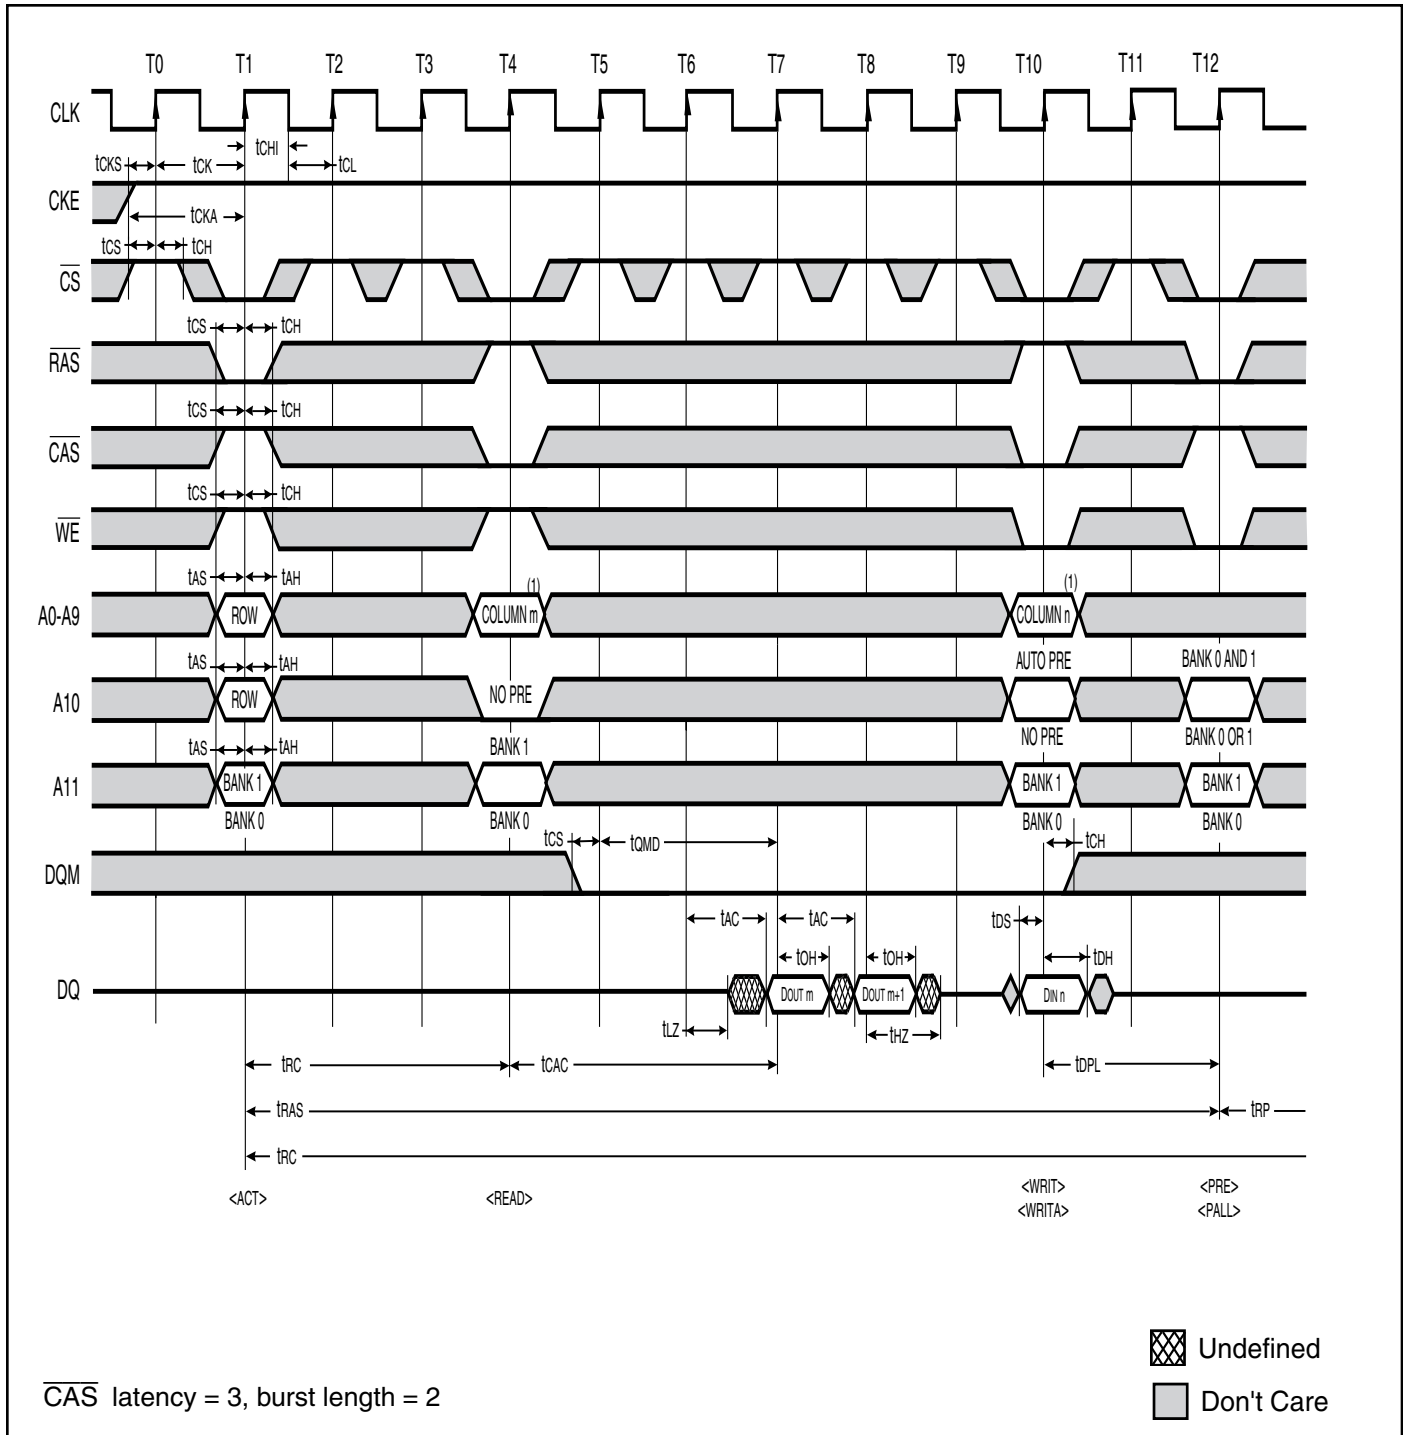 T0 T1 T2 T3 T4 T5 T6 T7 T8 T9 T10 T11 T12
CLK
tCHI
tCKS tCK tCL
CKE
tCKA
tCS tCH
CS
tCS tCH
RAS
tCS tCH
CAS
tCS tCH
WE
tAS tAH (1) (1)
A0-A9 ROW COLUMN m COLUMN n
tAS tAH AUTO PRE BANK 0 AND 1
A10 ROW NO PRE
NO PRE BANK 0 OR 1
tAS tAH BANK 1
A11 BANK 1 BANK 1 BANK 1
BANK 0 BANK 0 BANK 0 BANK 0
tCS tQMD tCH
DQM
tAC tAC tDS
tOH tOH tDH
DQ DOUT m DOUT m+1 DIN n
tLZ tHZ
tRC tCAC tDPL
tRAS tRP
tRC
<ACT> <READ> <WRIT> <PRE>
<WRITA> <PALL>
Undefined
CAS latency = 3, burst length = 2
Don't Care